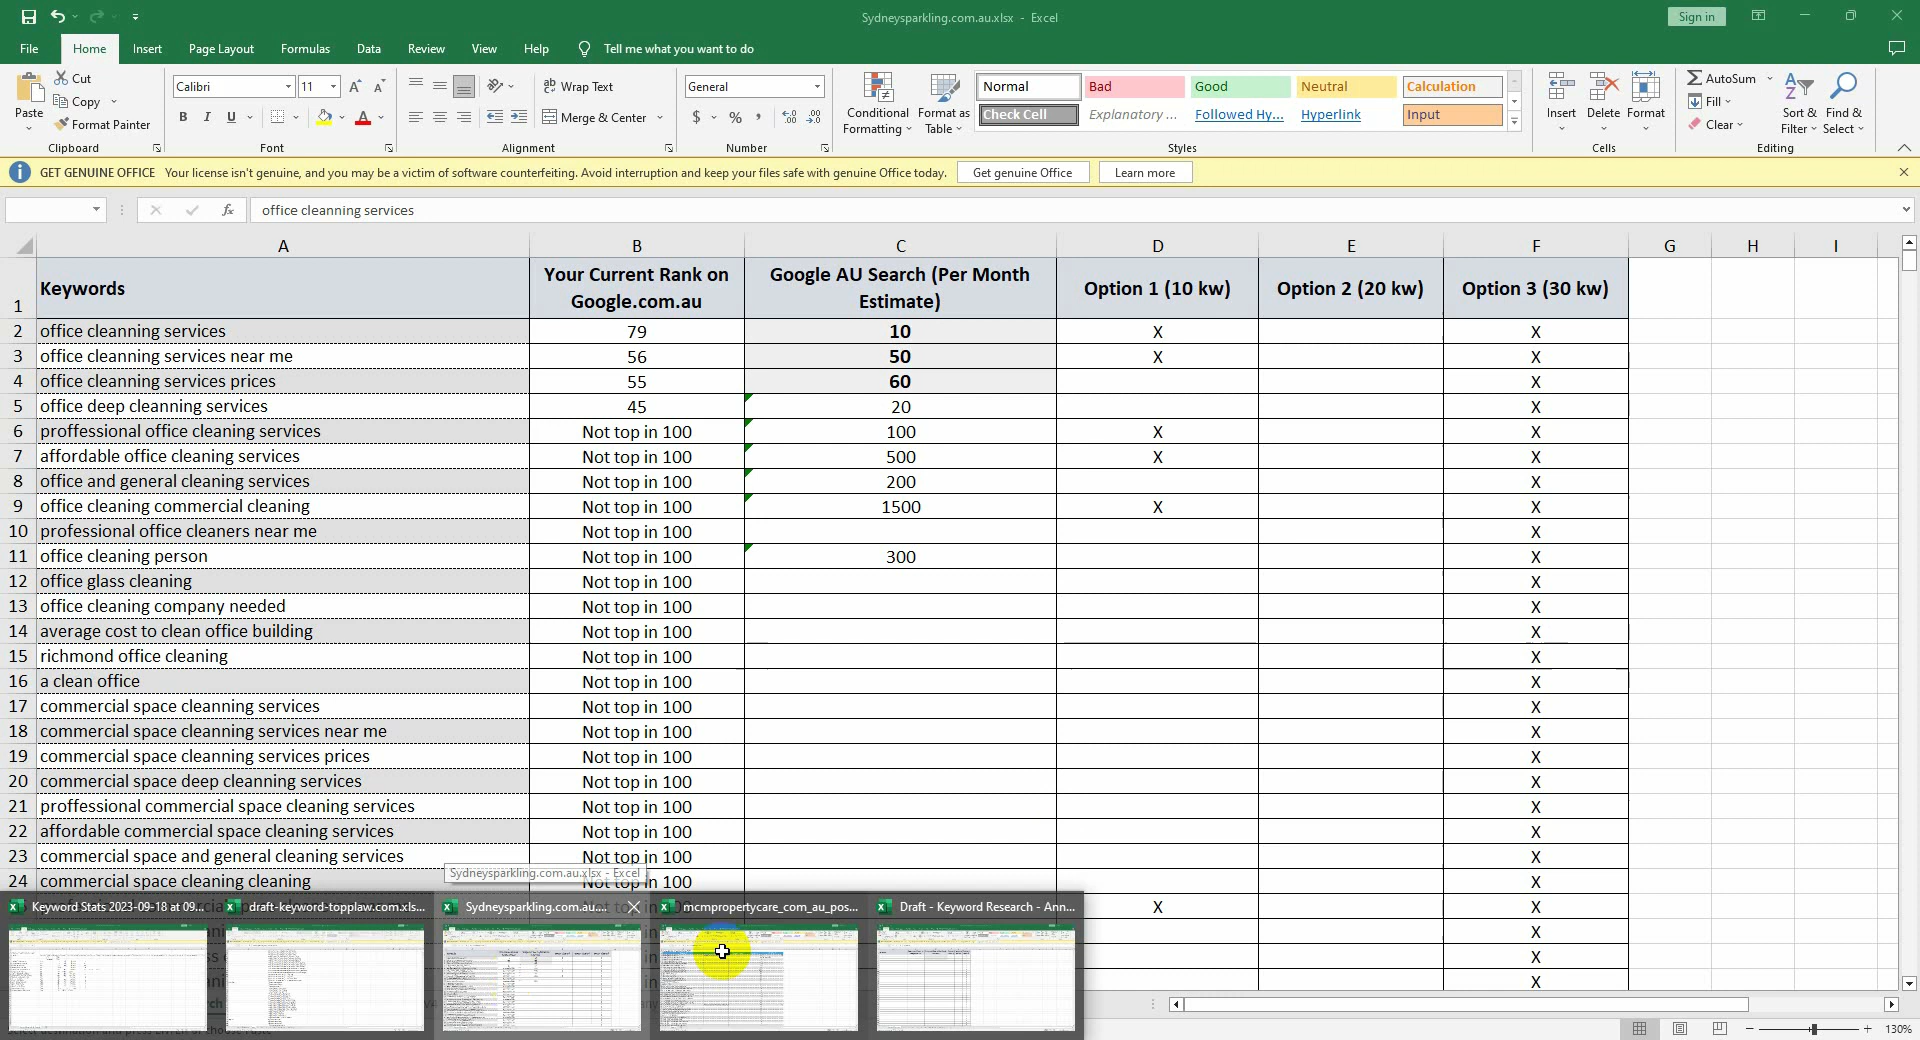 Sydneysparkling.com.au.xlsx - Excel
Sign in
File Home Insert Page Layout Formulas Data Review View Help Tell me what you want to do
Paste
Cut
Copy
Format Painter
Clipboard
Calibri 11
B I U
Font
Wrap Text
Merge & Center
Alignment
General
$ % ,
Number
Conditional Formatting
Format as Table
Normal Bad Good Neutral Calculation
Check Cell Explanatory ... Followed Hy... Hyperlink Input
Styles
Insert Delete Format
Cells
AutoSum
Fill
Clear
Sort & Filter
Find & Select
Editing
GET GENUINE OFFICE Your license isn't genuine, and you may be a victim of software counterfeiting. Avoid interruption and keep your files safe with genuine Office today. Get genuine Office Learn more
fx office cleanning services
A B C D E F G H I
1 Keywords Your Current Rank on Google.com.au Google AU Search (Per Month Estimate) Option 1 (10 kw) Option 2 (20 kw) Option 3 (30 kw)
2 office cleanning services 79 10 X X
3 office cleanning services near me 56 50 X X
4 office cleanning services prices 55 60 X
5 office deep cleanning services 45 20 X
6 proffessional office cleaning services Not top in 100 100 X X
7 affordable office cleaning services Not top in 100 500 X X
8 office and general cleaning services Not top in 100 200 X
9 office cleaning commercial cleaning Not top in 100 1500 X X
10 professional office cleaners near me Not top in 100 X
11 office cleaning person Not top in 100 300 X
12 office glass cleaning Not top in 100 X
13 office cleaning company needed Not top in 100 X
14 average cost to clean office building Not top in 100 X
15 richmond office cleaning Not top in 100 X
16 a clean office Not top in 100 X
17 commercial space cleanning services Not top in 100 X
18 commercial space cleanning services near me Not top in 100 X
19 commercial space cleanning services prices Not top in 100 X
20 commercial space deep cleanning services Not top in 100 X
21 proffessional commercial space cleaning services Not top in 100 X
22 affordable commercial space cleaning services Not top in 100 X
23 commercial space and general cleaning services Not top in 100 X
Sydneysparkling.com.au.xlsx - Excel
24 commercial space cleaning cleaning Not top in 100 X
Keyword Stats 2023-09-18 at 09... draft-keyword-topplaw.com.xls... Sydneysparkling.com.au.... mcmpropertycare_com_au_pos... Draft - Keyword Research - Ann... X X
X
X
X
130%